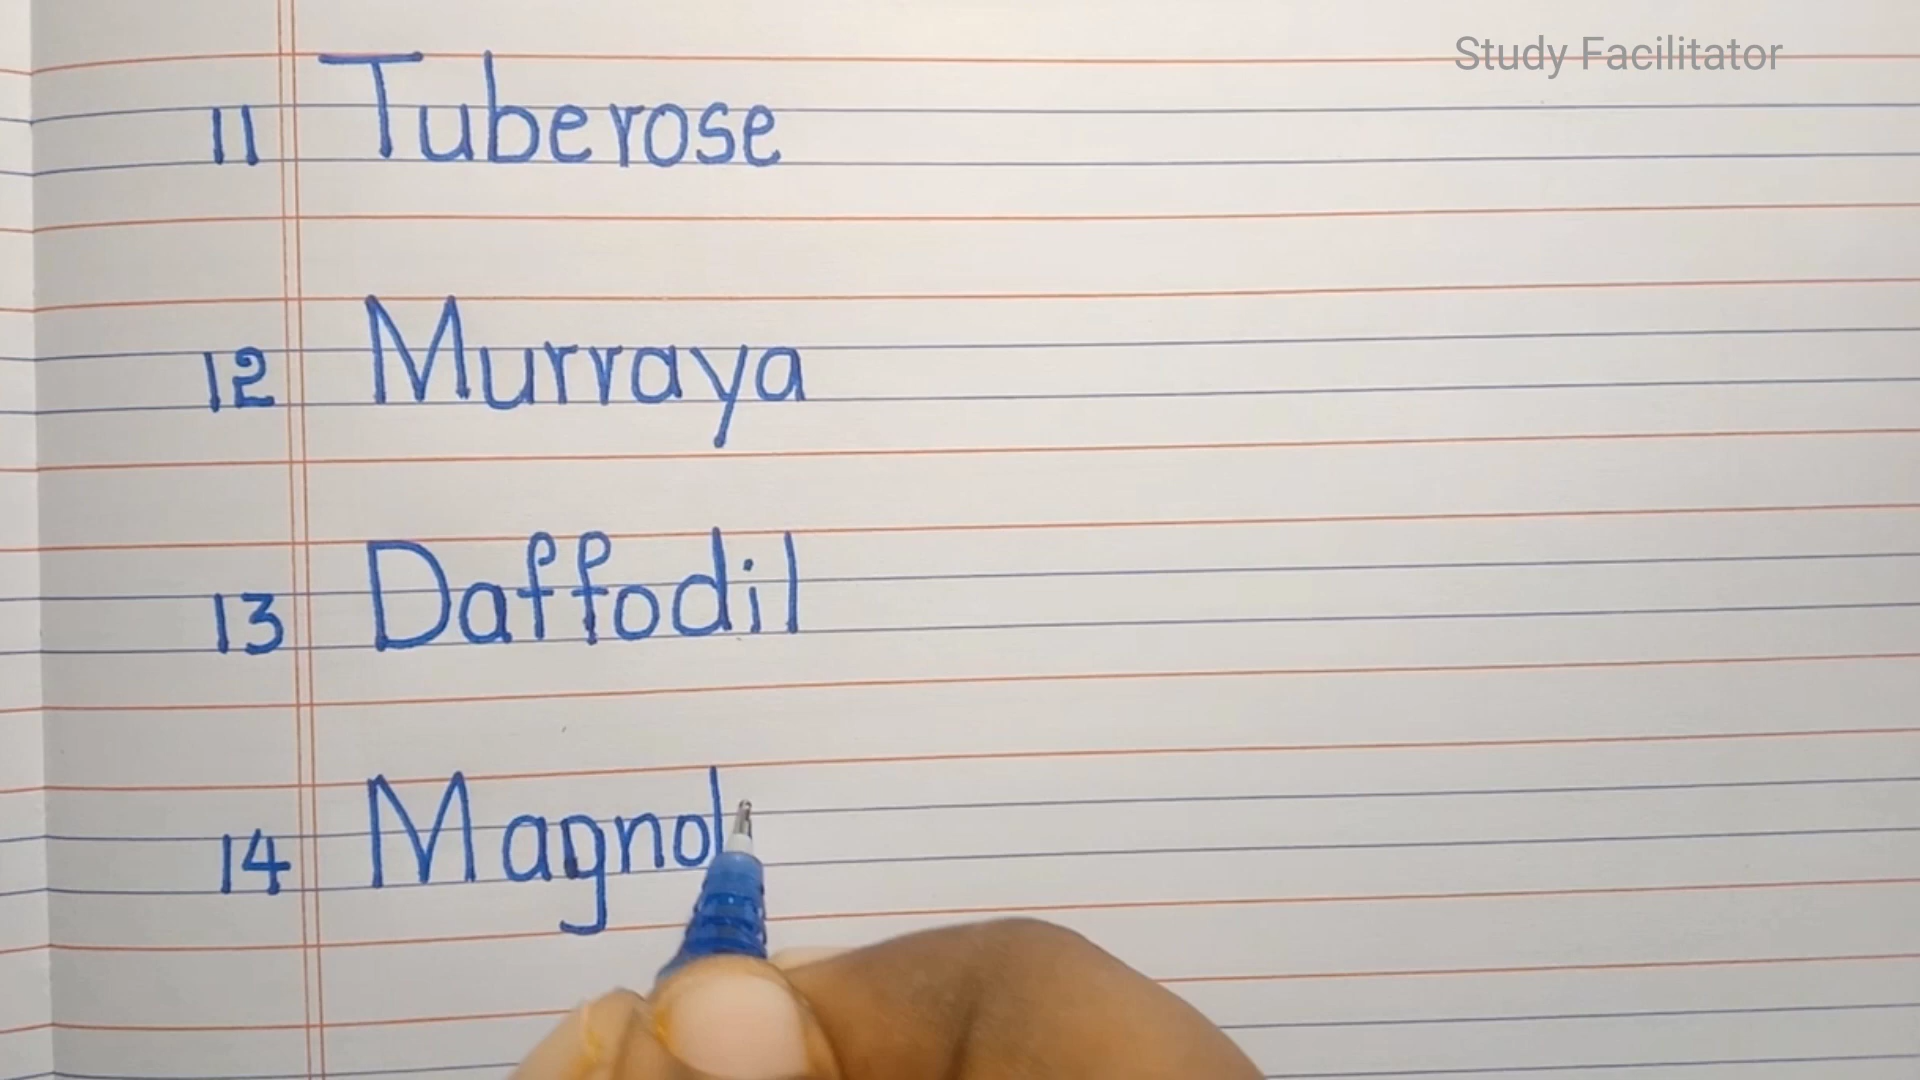 Study Facilitator
11 Tuberose
12 Murraya
13 Daffodil
14 Magnol